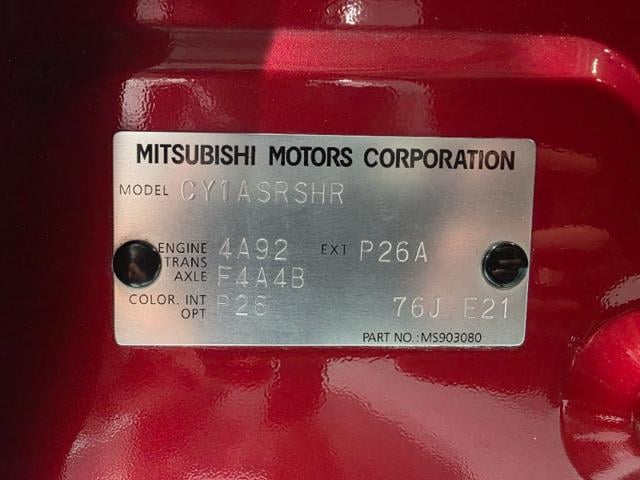 MITSUBISHI MOTORS CORPORATION
MODEL CY1ASRSHR
ENGINE 4A92 EXT P26A
TRANS
AXLE F4A4B
COLOR. INT P26 76J E21
OPT
PART NO.: MS903080